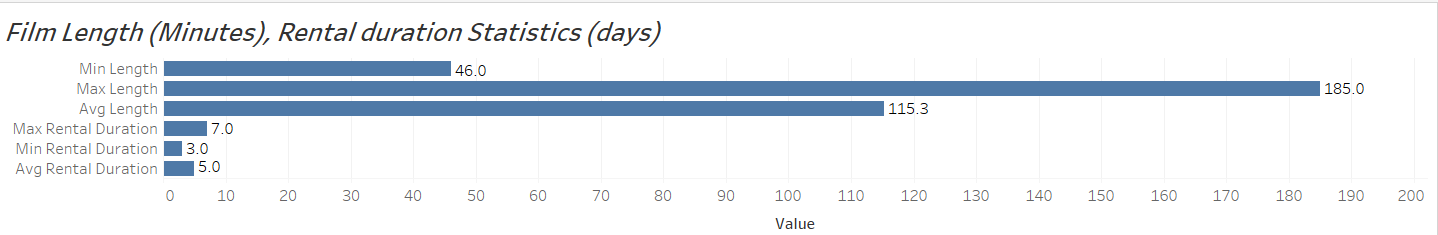 Film Length (Minutes), Rental duration Statistics (days)
Min Length 46.0
Max Length 185.0
Avg Length 115.3
Max Rental Duration 7.0
Min Rental Duration 3.0
Avg Rental Duration 5.0
0 10 20 30 40 50 60 70 80 90 100 110 120 130 140 150 160 170 180 190 200
Value